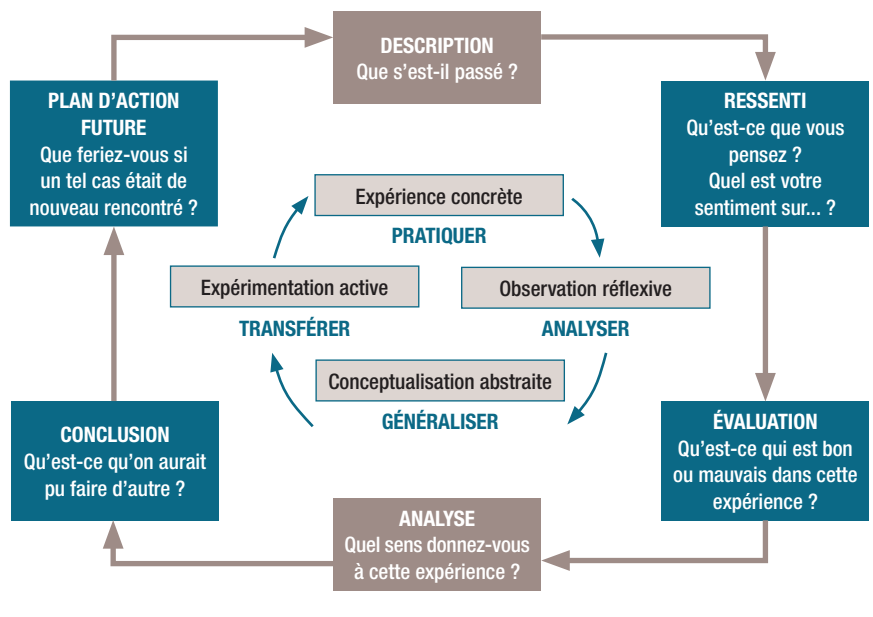 DESCRIPTION
Que s’est-il passé ?
PLAN D’ACTION
FUTURE
Que feriez-vous si
un tel cas était de
nouveau rencontré ?
RESSENTI
Qu’est-ce que vous
pensez ?
Quel est votre
sentiment sur... ?
Expérience concrète
PRATIQUER
Expérimentation active
TRANSFÉRER
Observation réflexive
ANALYSER
Conceptualisation abstraite
GÉNÉRALISER
CONCLUSION
Qu’est-ce qu’on aurait
pu faire d’autre ?
ÉVALUATION
Qu’est-ce qui est bon
ou mauvais dans cette
expérience ?
ANALYSE
Quel sens donnez-vous
à cette expérience ?